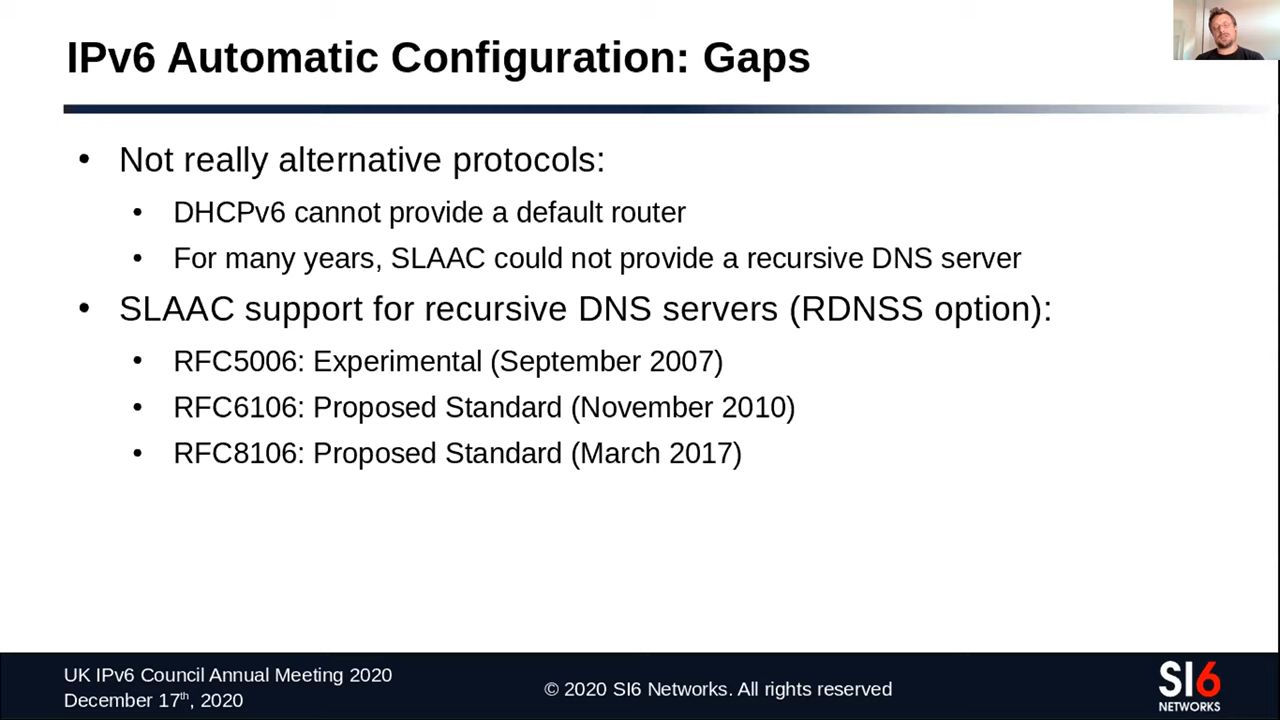 IPv6 Automatic Configuration: Gaps
• Not really alternative protocols:
• DHCPv6 cannot provide a default router
• For many years, SLAAC could not provide a recursive DNS server
• SLAAC support for recursive DNS servers (RDNSS option):
• RFC5006: Experimental (September 2007)
• RFC6106: Proposed Standard (November 2010)
• RFC8106: Proposed Standard (March 2017)
UK IPv6 Council Annual Meeting 2020
December 17th, 2020
© 2020 SI6 Networks. All rights reserved
SI6
NETWORKS